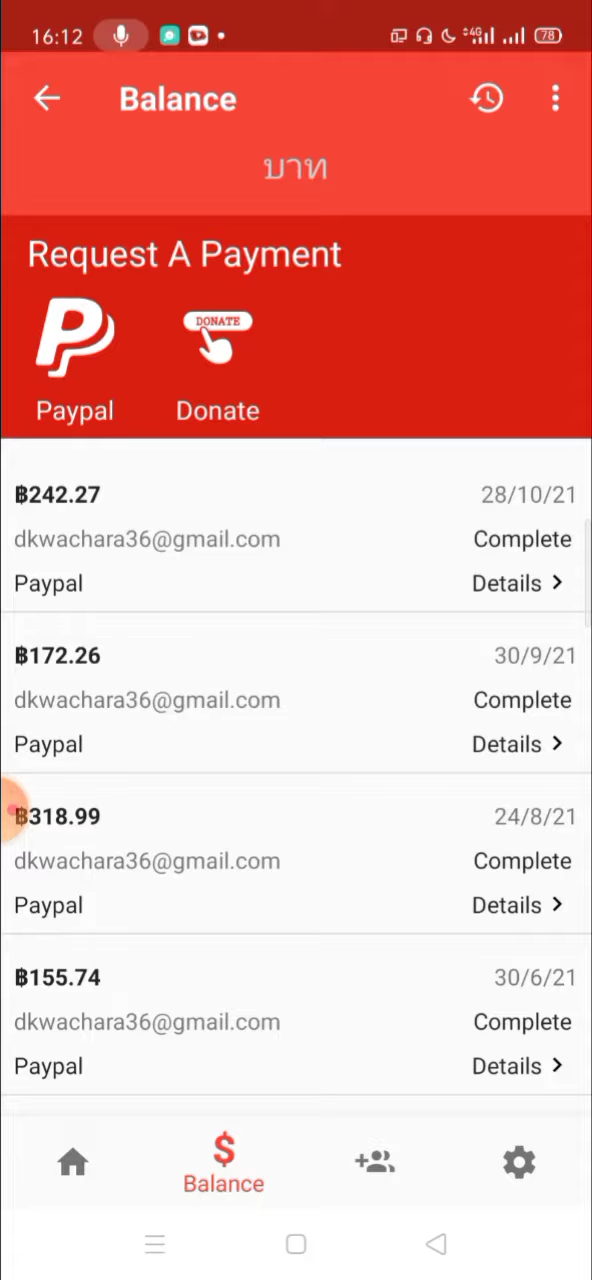 16:12
4G
78
Balance
บาท
Request A Payment
DONATE
Paypal
Donate
฿242.27
28/10/21
dkwachara36@gmail.com
Complete
Paypal
Details
฿172.26
30/9/21
dkwachara36@gmail.com
Complete
Paypal
Details
฿318.99
24/8/21
dkwachara36@gmail.com
Complete
Paypal
Details
฿155.74
30/6/21
dkwachara36@gmail.com
Complete
Paypal
Details
$
Balance